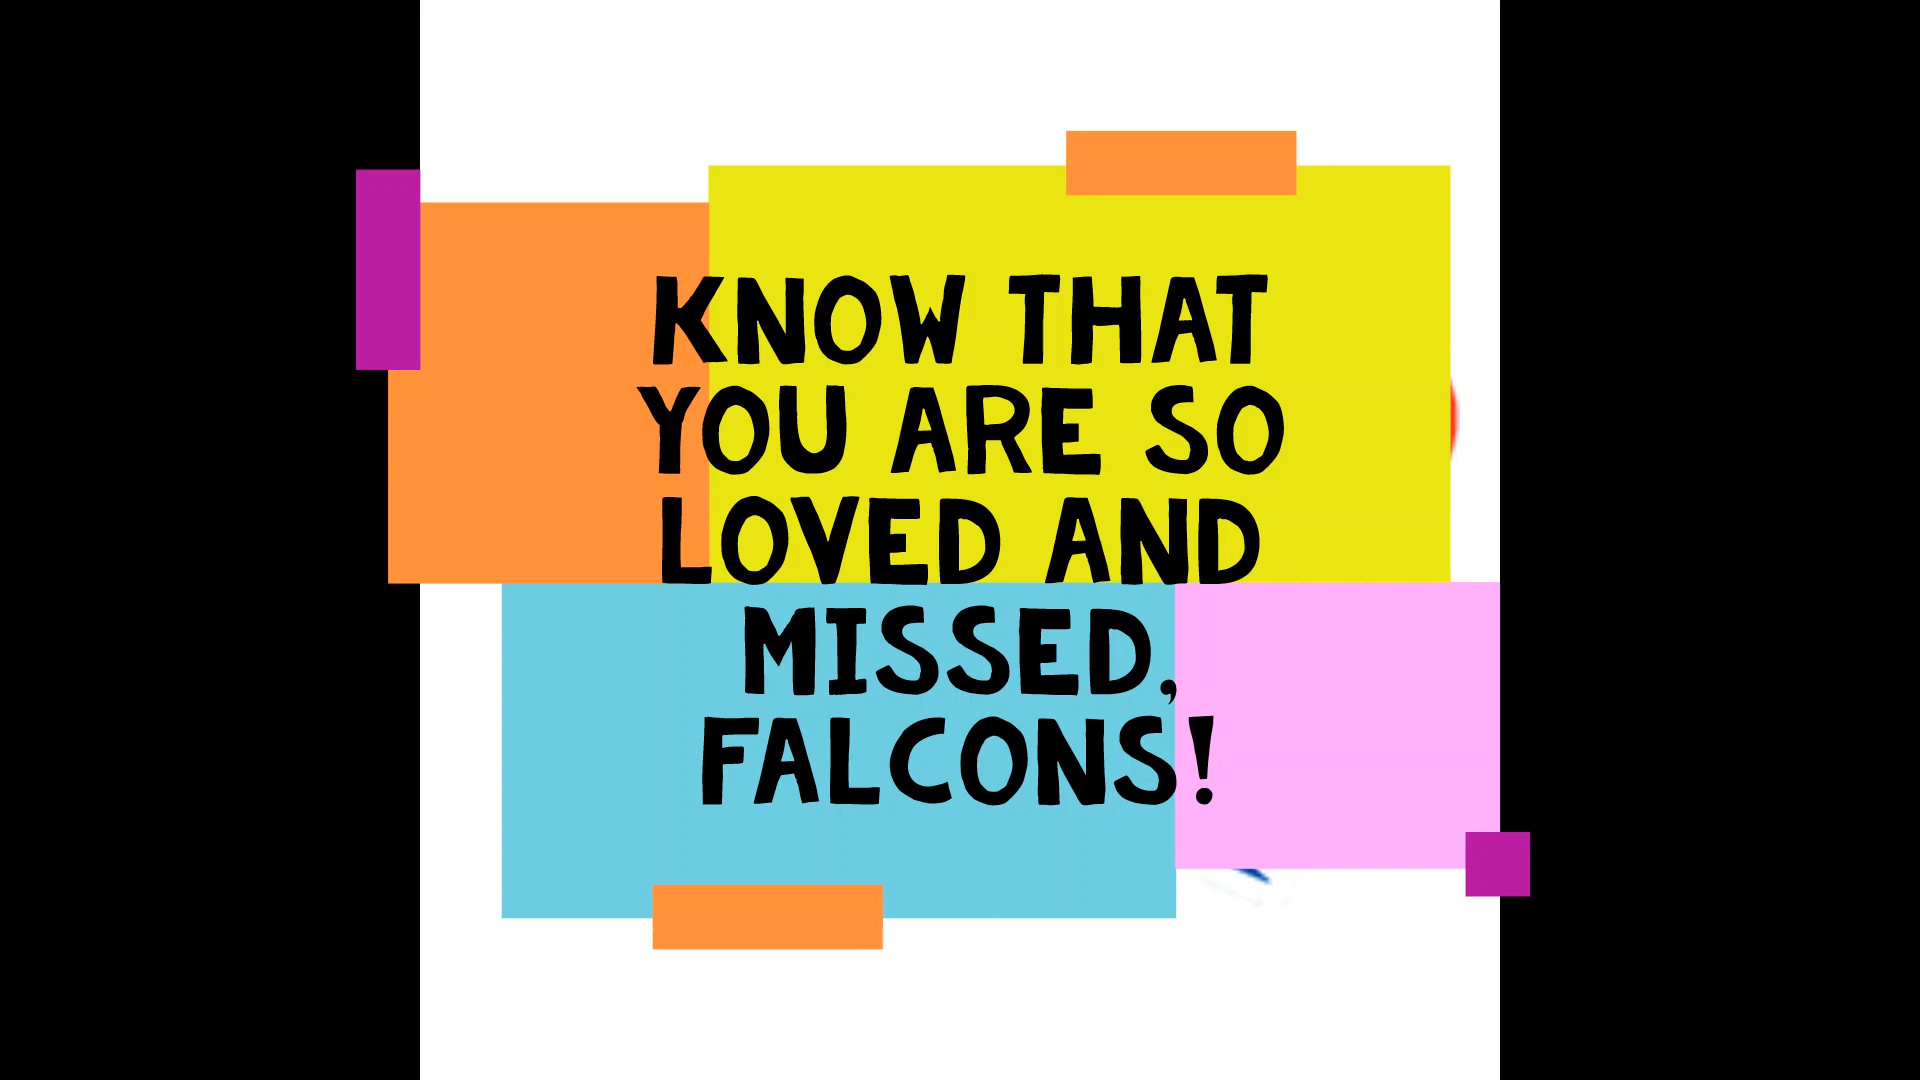 KNOW THAT
YOU ARE SO
LOVED AND
MISSED,
FALCONS!